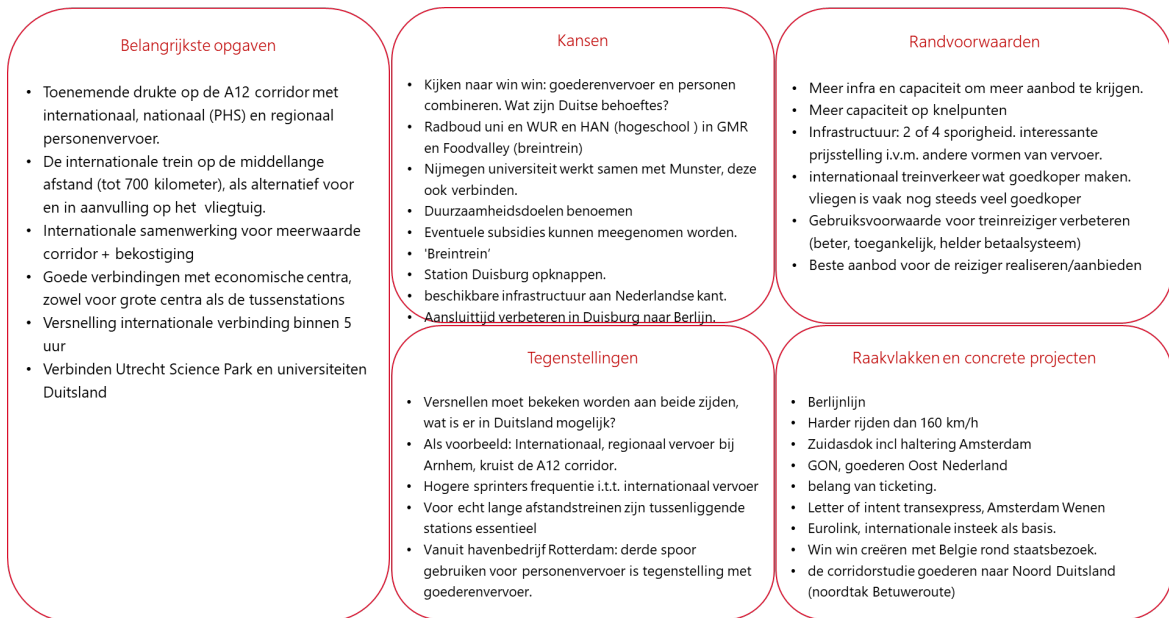 Belangrijkste opgaven
• Toenemende drukte op de A12 corridor met
internationaal, nationaal (PHS) en regionaal
personenvervoer.
• De internationale trein op de middellange
afstand (tot 700 kilometer), als alternatief voor
en in aanvulling op het vliegtuig.
• Internationale samenwerking voor meerwaarde
corridor + bekostiging
• Goede verbindingen met economische centra,
zowel voor grote centra als de tussenstations
• Versnelling internationale verbinding binnen 5
uur
• Verbinden Utrecht Science Park en universiteiten
Duitsland
Kansen
• Kijken naar win win: goederenvervoer en personen
combineren. Wat zijn Duitse behoeftes?
• Radboud uni en WUR en HAN (hogeschool ) in GMR
en Foodvalley (breintrein)
• Nijmegen universiteit werkt samen met Munster, deze
ook verbinden.
• Duurzaamheidsdoelen benoemen
• Eventuele subsidies kunnen meegenomen worden.
• 'Breintrein’
• Station Duisburg opknappen.
• beschikbare infrastructuur aan Nederlandse kant.
• Aansluittijd verbeteren in Duisburg naar Berlijn.
Randvoorwaarden
• Meer infra en capaciteit om meer aanbod te krijgen.
• Meer capaciteit op knelpunten
• Infrastructuur: 2 of 4 sporigheid. interessante
prijsstelling i.v.m. andere vormen van vervoer.
• internationaal treinverkeer wat goedkoper maken.
vliegen is vaak nog steeds veel goedkoper
• Gebruiksvoorwaarde voor treinreiziger verbeteren
(beter, toegankelijk, helder betaalsysteem)
• Beste aanbod voor de reiziger realiseren/aanbieden
Tegenstellingen
• Versnellen moet bekeken worden aan beide zijden,
wat is er in Duitsland mogelijk?
• Als voorbeeld: Internationaal, regionaal vervoer bij
Arnhem, kruist de A12 corridor.
• Hogere sprinters frequentie i.t.t. internationaal vervoer
• Voor echt lange afstandstreinen zijn tussenliggende
stations essentieel
• Vanuit havenbedrijf Rotterdam: derde spoor
gebruiken voor personenvervoer is tegenstelling met
goederenvervoer.
Raakvlakken en concrete projecten
• Berlijnlijn
• Harder rijden dan 160 km/h
• Zuidasdok incl haltering Amsterdam
• GON, goederen Oost Nederland
• belang van ticketing.
• Letter of intent transexpress, Amsterdam Wenen
• Eurolink, internationale insteek als basis.
• Win win creëren met Belgie rond staatsbezoek.
• de corridorstudie goederen naar Noord Duitsland
(noordtak Betuweroute)